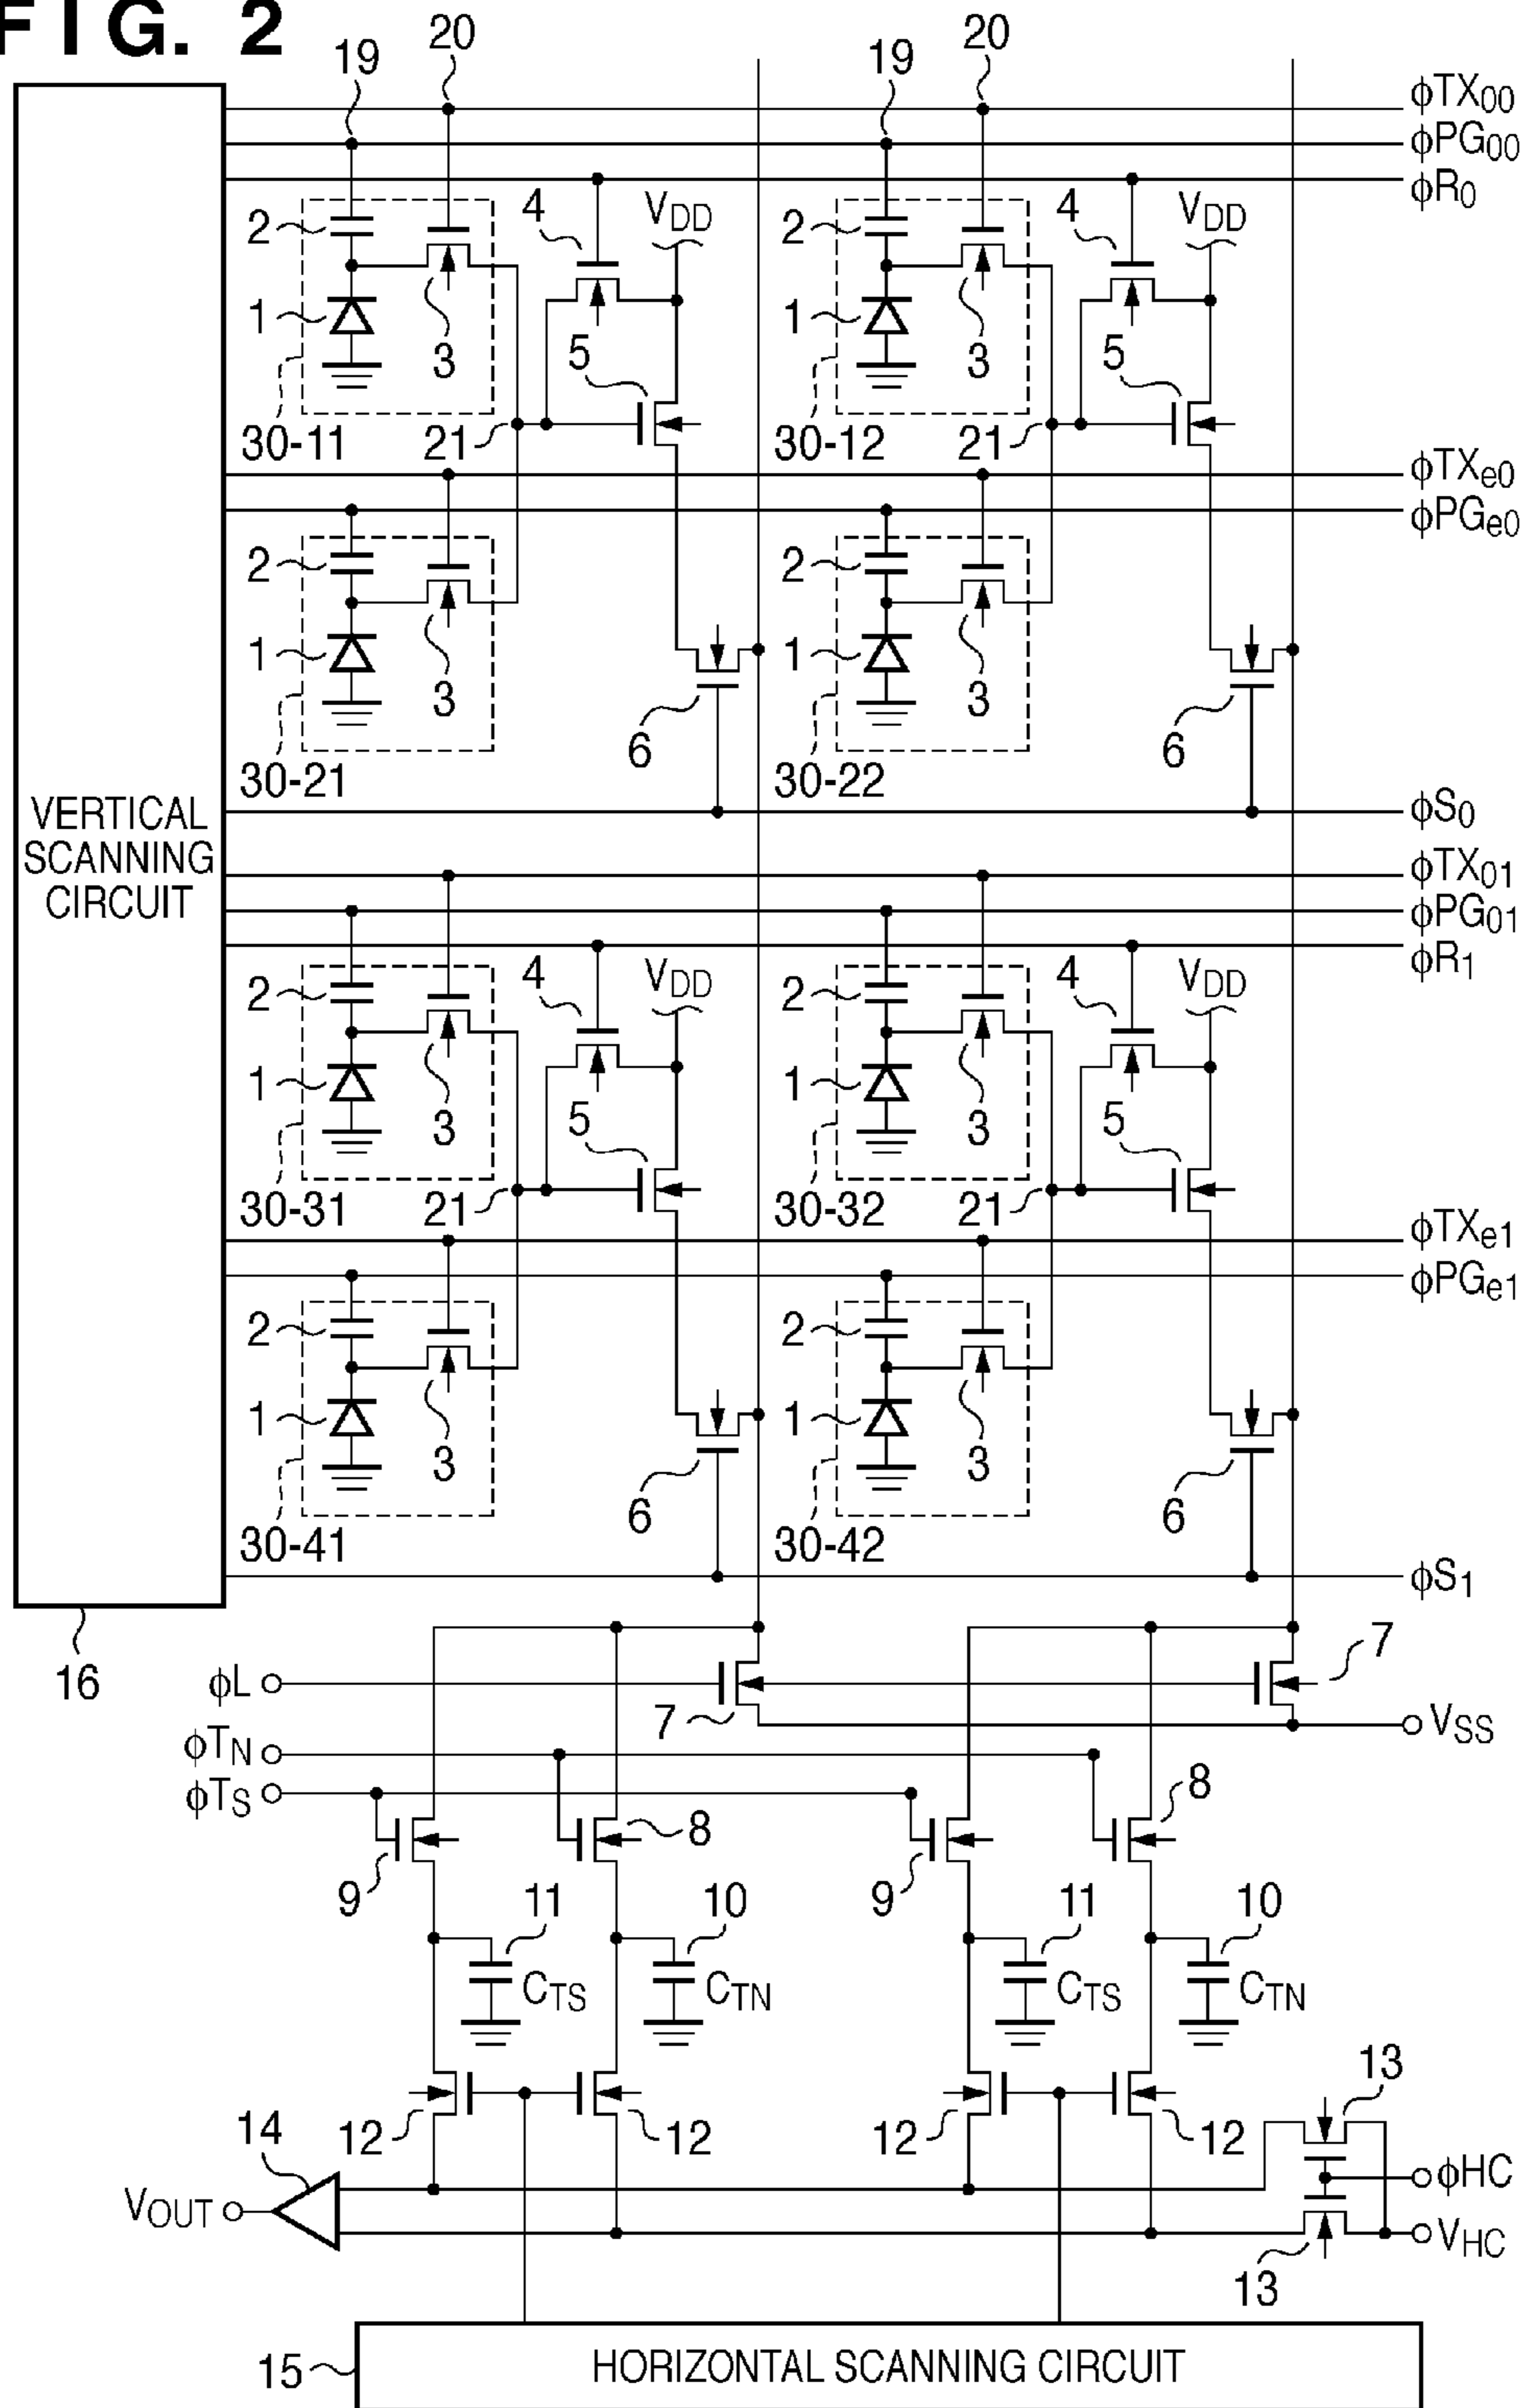 FIG. 2
19 20 19 20
ϕTX00
ϕPG00
ϕR0
2 4 VDD 2 4 VDD
1 3 5 1 3 5
30-11 21 30-12 21
ϕTXe0
ϕPGe0
2 2
1 3 1 3
6 6
30-21 30-22
VERTICAL
SCANNING
CIRCUIT
ϕS0
ϕTX01
ϕPG01
ϕR1
2 4 VDD 2 4 VDD
1 3 5 1 3 5
30-31 21 30-32 21
ϕTXe1
ϕPGe1
2 2
1 3 1 3
6 6
30-41 30-42
ϕS1
16
ϕL 7 7
VSS
ϕTN
ϕTS
8 8
9 9
11 10 11 10
CTS CTN CTS CTN
13
12 12 12 12
14
ϕHC
VOUT
VHC
13
15 HORIZONTAL SCANNING CIRCUIT